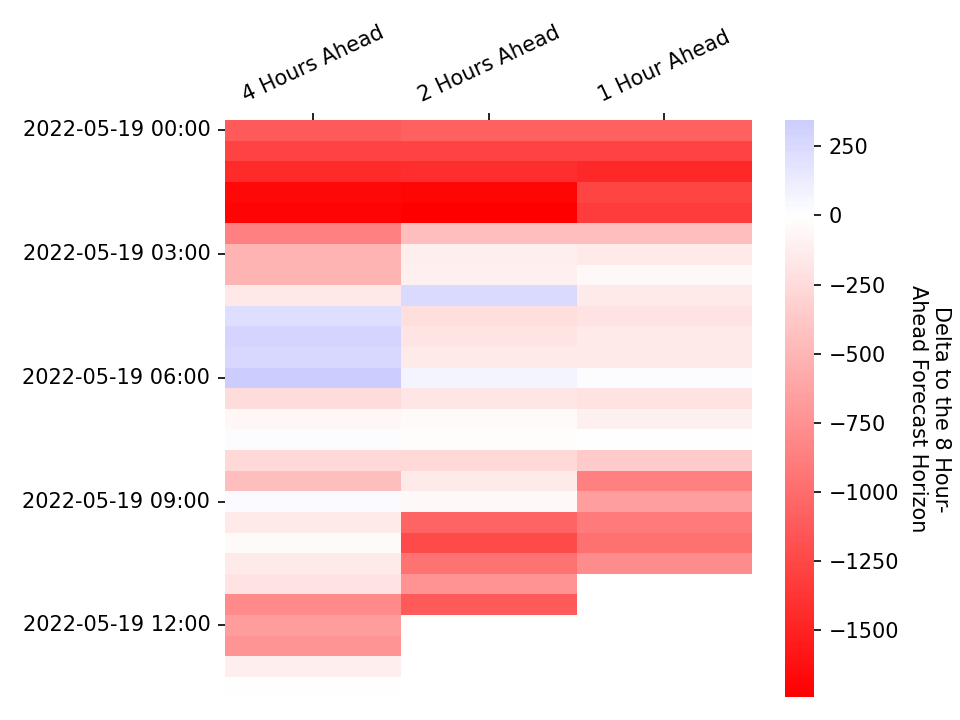 4 Hours Ahead
2 Hours Ahead
1 Hour Ahead
2022-05-19 00:00
2022-05-19 03:00
2022-05-19 06:00
2022-05-19 09:00
2022-05-19 12:00
250
0
−250
−500
−750
−1000
−1250
−1500
Delta to the 8 Hour-
Ahead Forecast Horizon